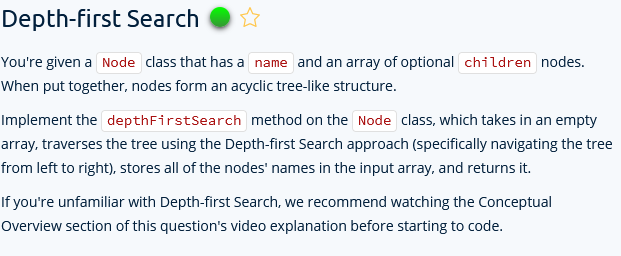 Depth-first Search
You're given a Node class that has a name and an array of optional children nodes.
When put together, nodes form an acyclic tree-like structure.
Implement the depthFirstSearch method on the Node class, which takes in an empty
array, traverses the tree using the Depth-first Search approach (specifically navigating the tree
from left to right), stores all of the nodes' names in the input array, and returns it.
If you're unfamiliar with Depth-first Search, we recommend watching the Conceptual
Overview section of this question's video explanation before starting to code.